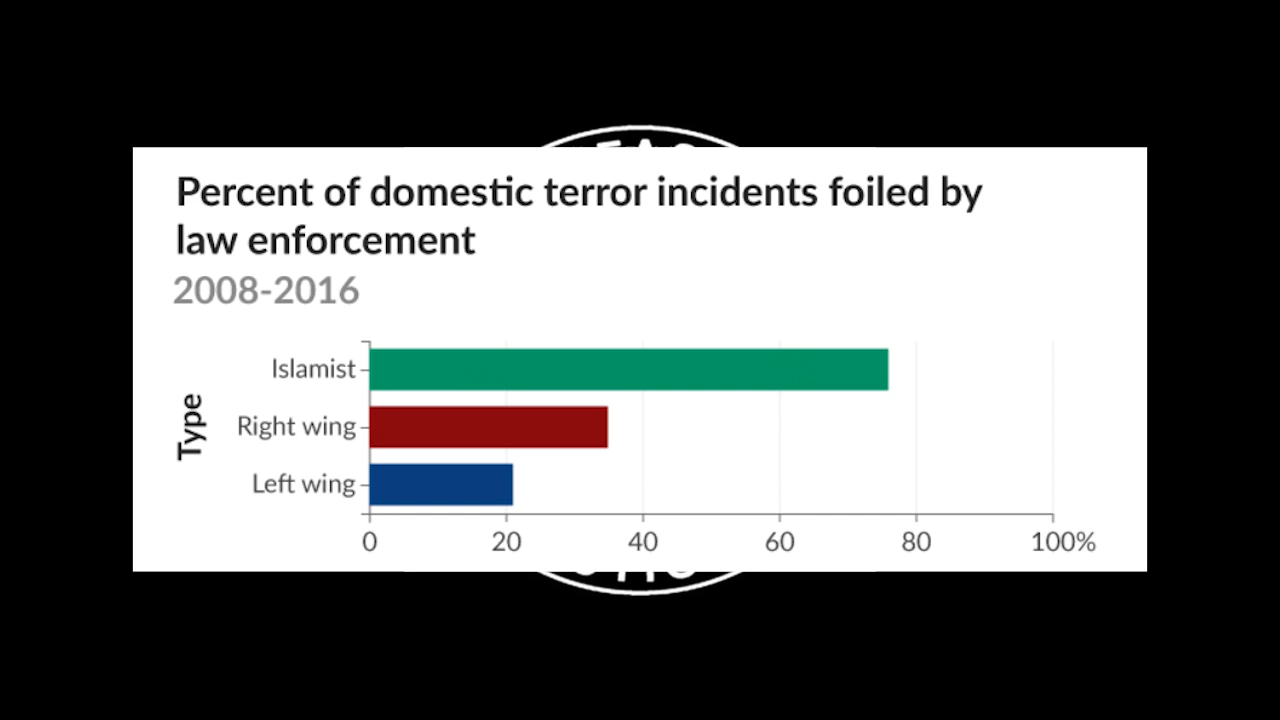 Percent of domestic terror incidents foiled by
law enforcement
2008-2016
Type
Islamist
Right wing
Left wing
0 20 40 60 80 100%